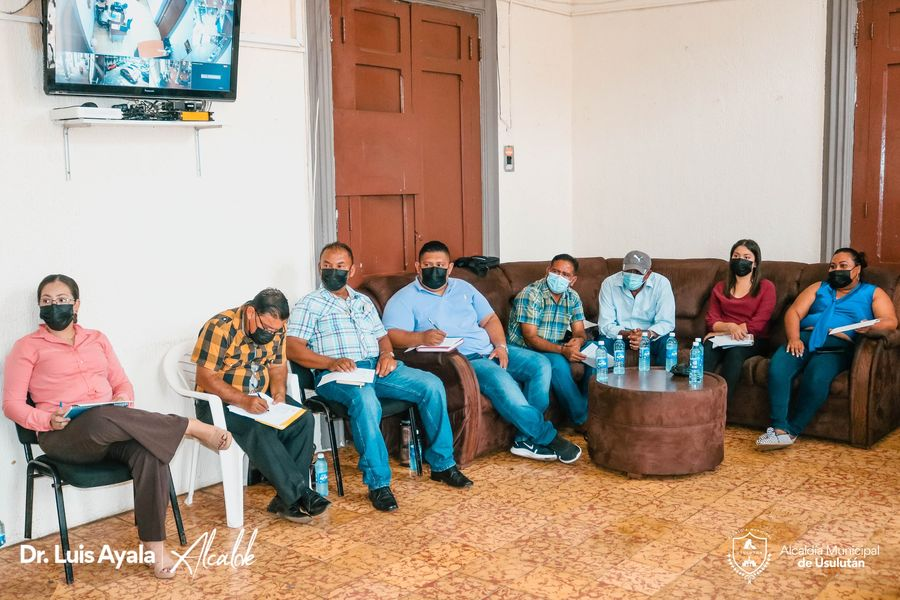 Dr. Luis Ayala Alcalde
Alcaldía Municipal
de Usulután